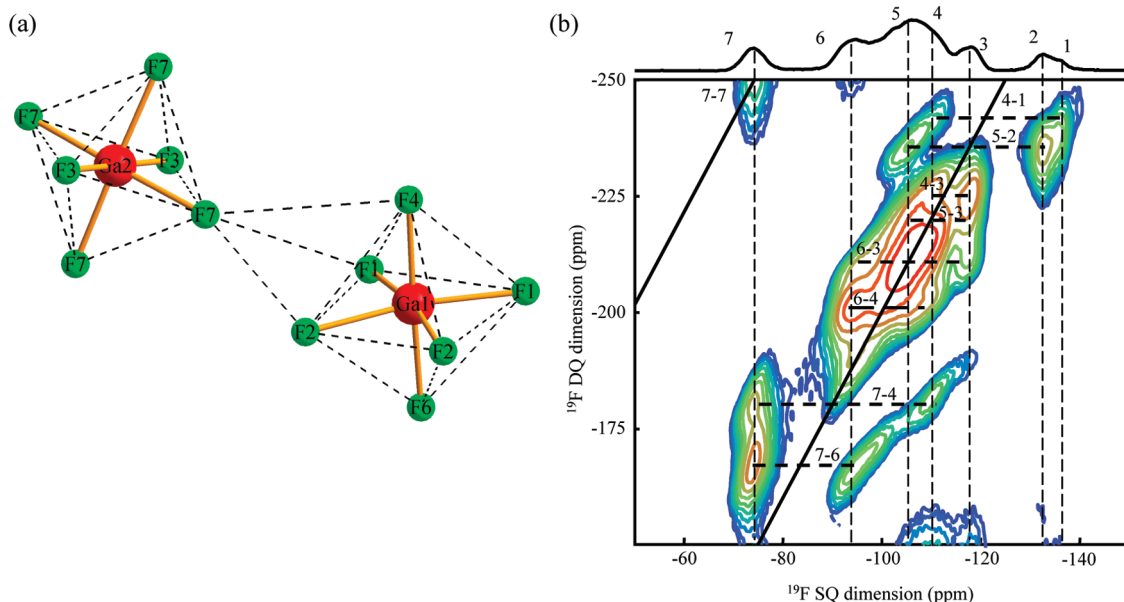 (a)
F7
F7
Ga2
F3
F3
F7
F7
F4
F1
F1
Ga1
F2
F2
F6
(b)
7
6
5
4
3
2
1
-250
-225
-200
-175
¹⁹F DQ dimension (ppm)
7-7
4-1
5-2
4-3
5-3
6-3
6-4
7-4
7-6
-60
-80
-100
-120
-140
¹⁹F SQ dimension (ppm)